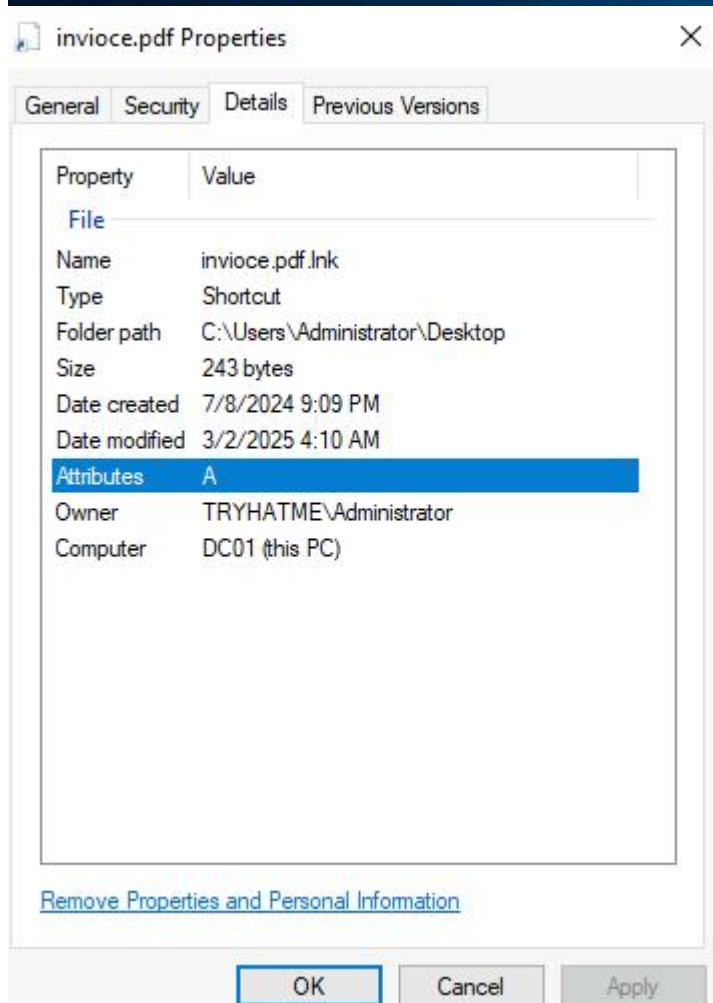 invioce.pdf Properties
General Security Details Previous Versions
Property Value
File
Name invioce.pdf.lnk
Type Shortcut
Folder path C:\Users\Administrator\Desktop
Size 243 bytes
Date created 7/8/2024 9:09 PM
Date modified 3/2/2025 4:10 AM
Attributes A
Owner TRYHATME\Administrator
Computer DC01 (this PC)
Remove Properties and Personal Information
OK Cancel Apply